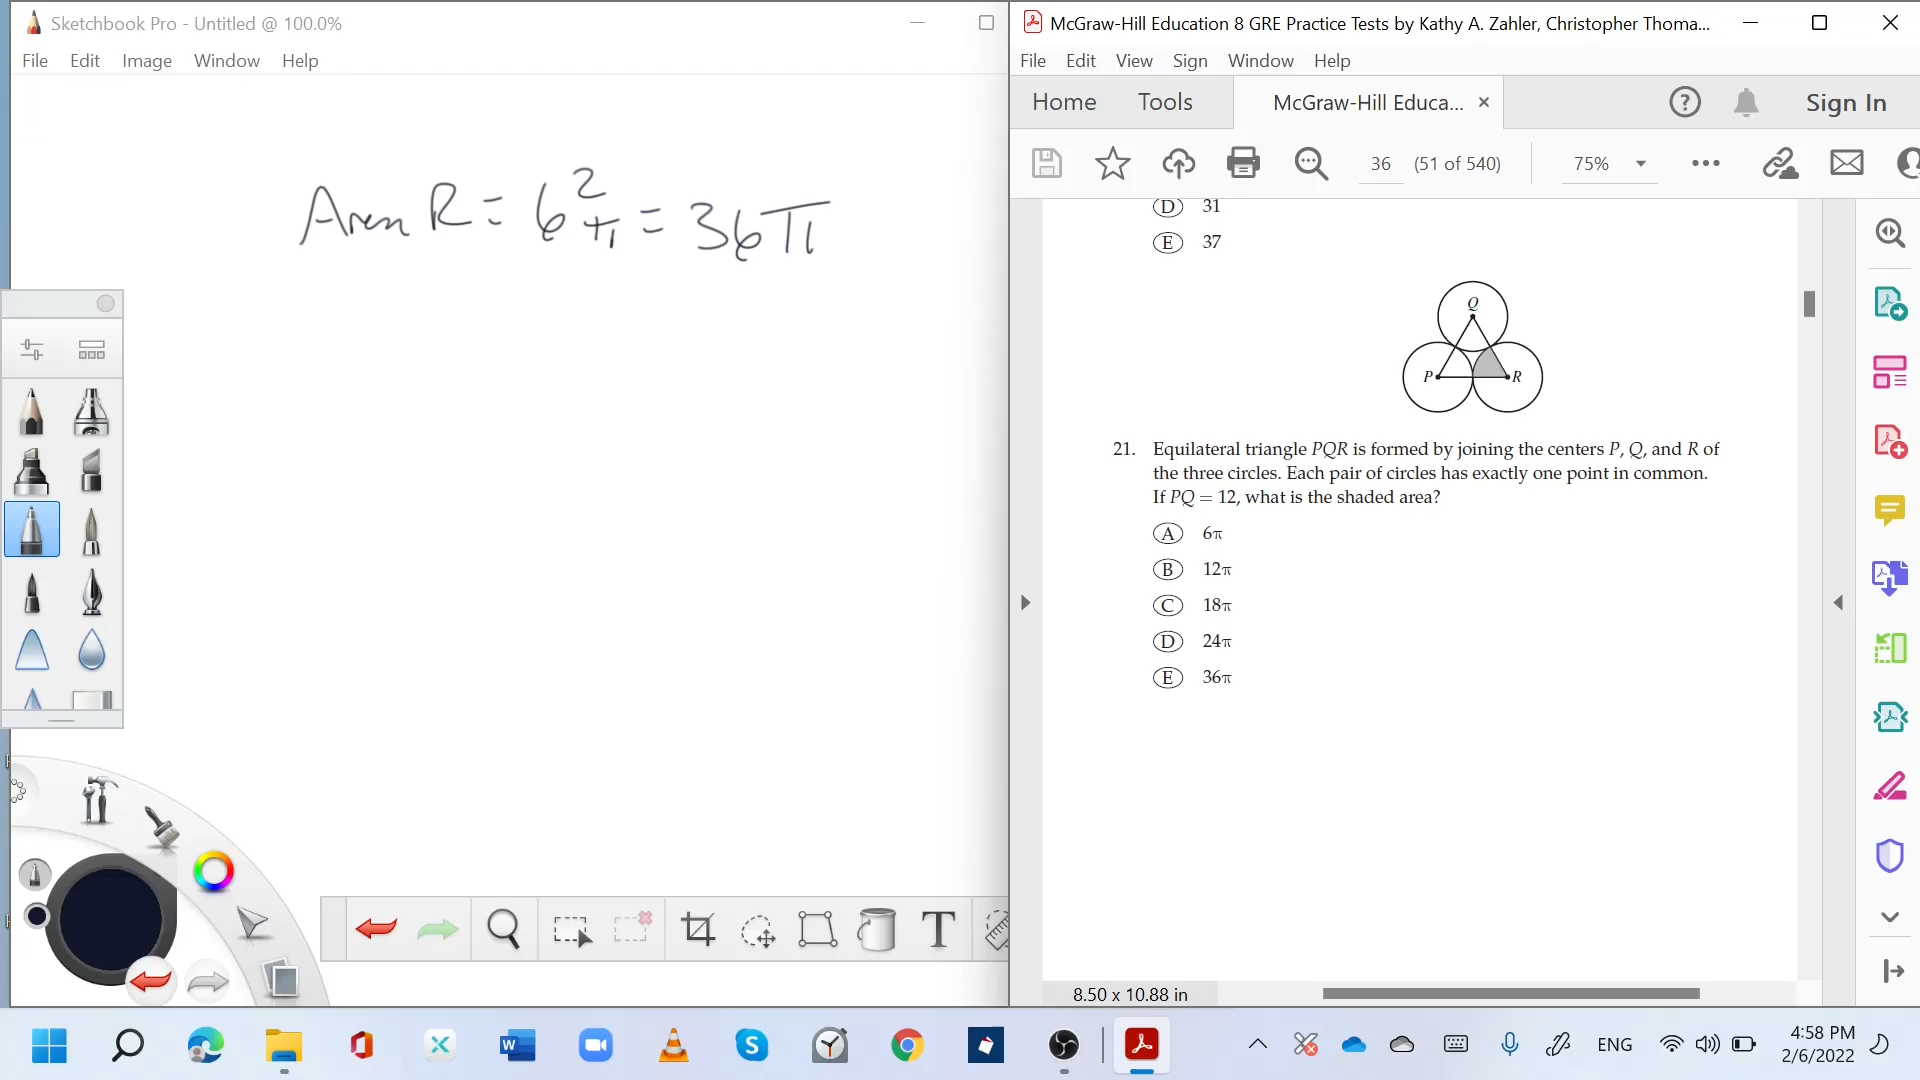 Sketchbook Pro - Untitled @ 100.0%
File Edit Image Window Help
Area R = 6²π = 36π
McGraw-Hill Education 8 GRE Practice Tests by Kathy A. Zahler, Christopher Thoma...
File Edit View Sign Window Help
Home Tools McGraw-Hill Educa... × ? Sign In
36 (51 of 540) 75%
D 31
E 37
Q
P R
21. Equilateral triangle PQR is formed by joining the centers P, Q, and R of
the three circles. Each pair of circles has exactly one point in common.
If PQ = 12, what is the shaded area?
A 6π
B 12π
C 18π
D 24π
E 36π
T
8.50 x 10.88 in
ENG
4:58 PM
2/6/2022